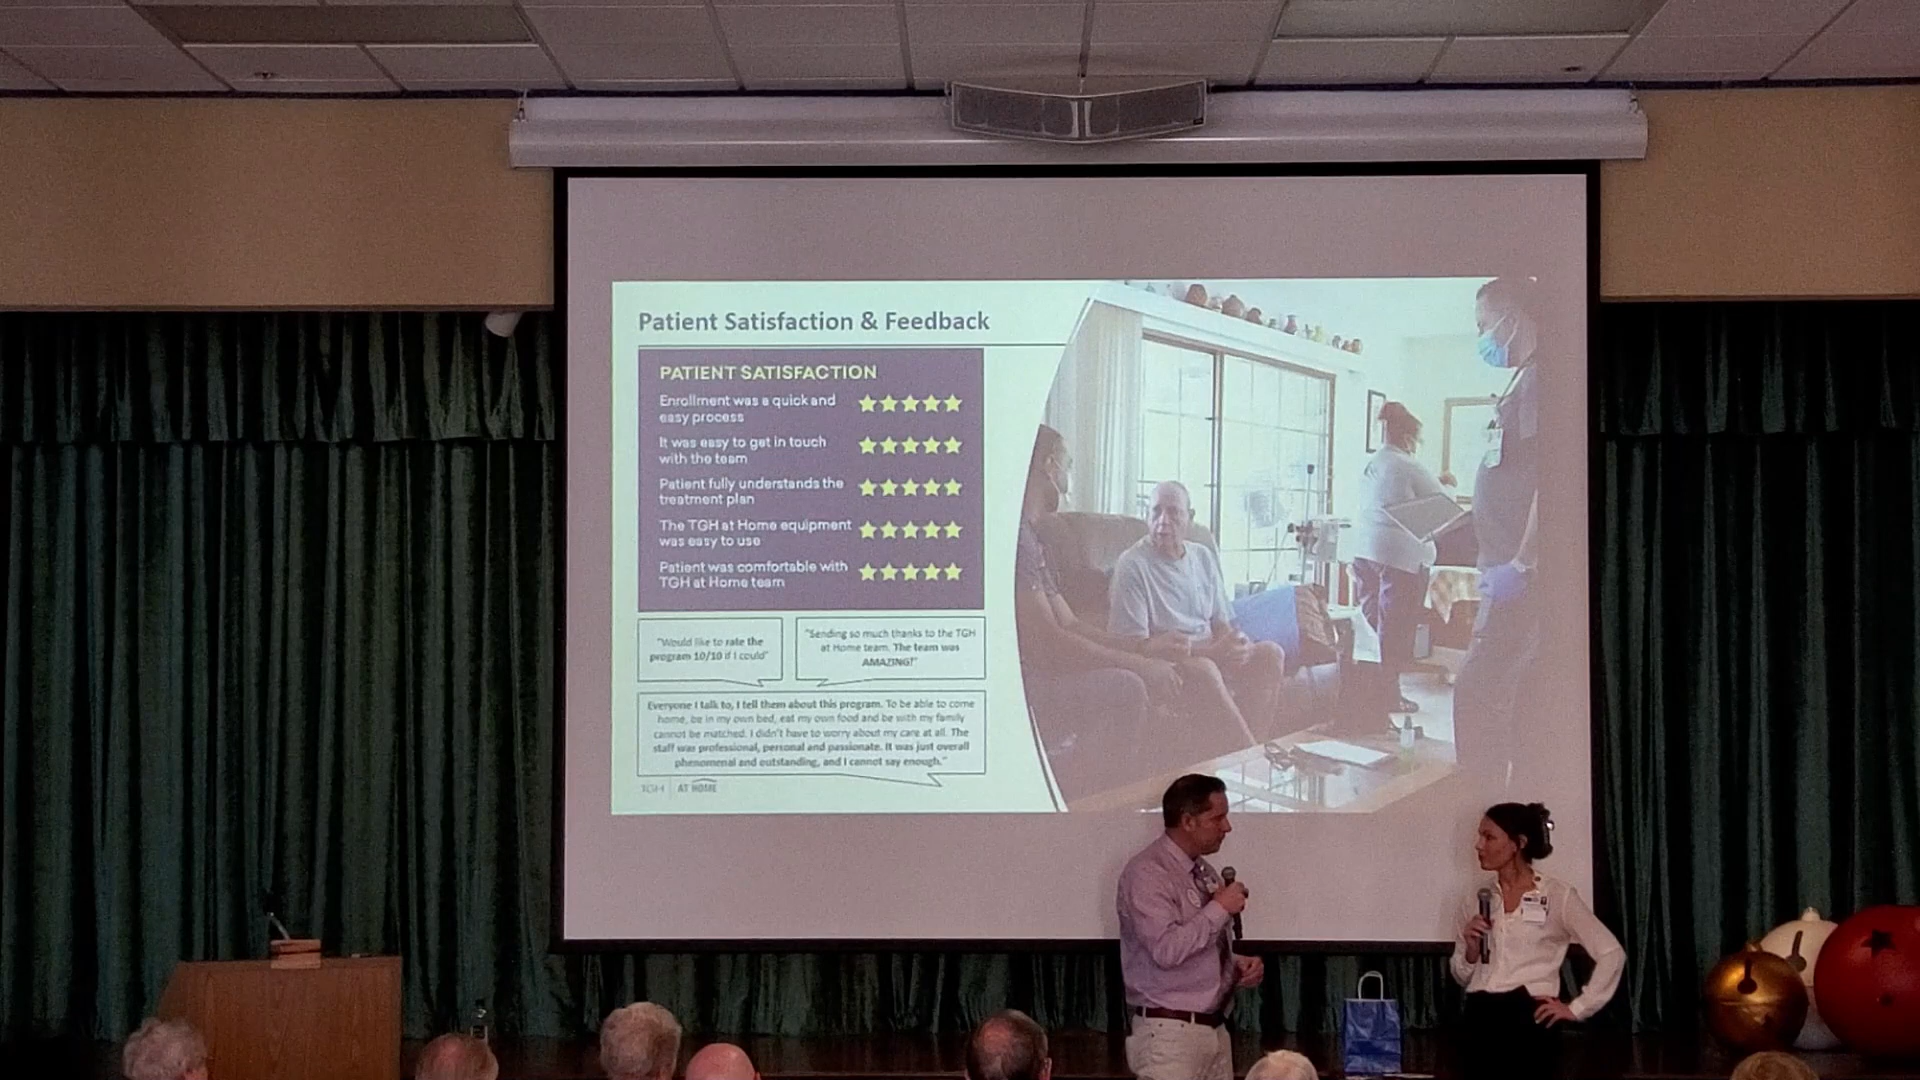 Patient Satisfaction & Feedback
PATIENT SATISFACTION
Enrollment was a quick and
easy process
It was easy to get in touch
with the team
Patient fully understands the
treatment plan
The TGH at Home equipment
was easy to use
Patient was comfortable with
TGH at Home team
"Would like to rate the
program 10/10 if I could"
"Sending so much thanks to the TGH
at Home team. The team was
AMAZING!"
Everyone I talk to, I tell them about this program. To be able to come
home, be in my own bed, eat my own food and be with my family
cannot be matched. I didn't have to worry about my care at all. The
staff was professional, personal and passionate. It was just overall
phenomenal and outstanding, and I cannot say enough."
TGH | AT HOME